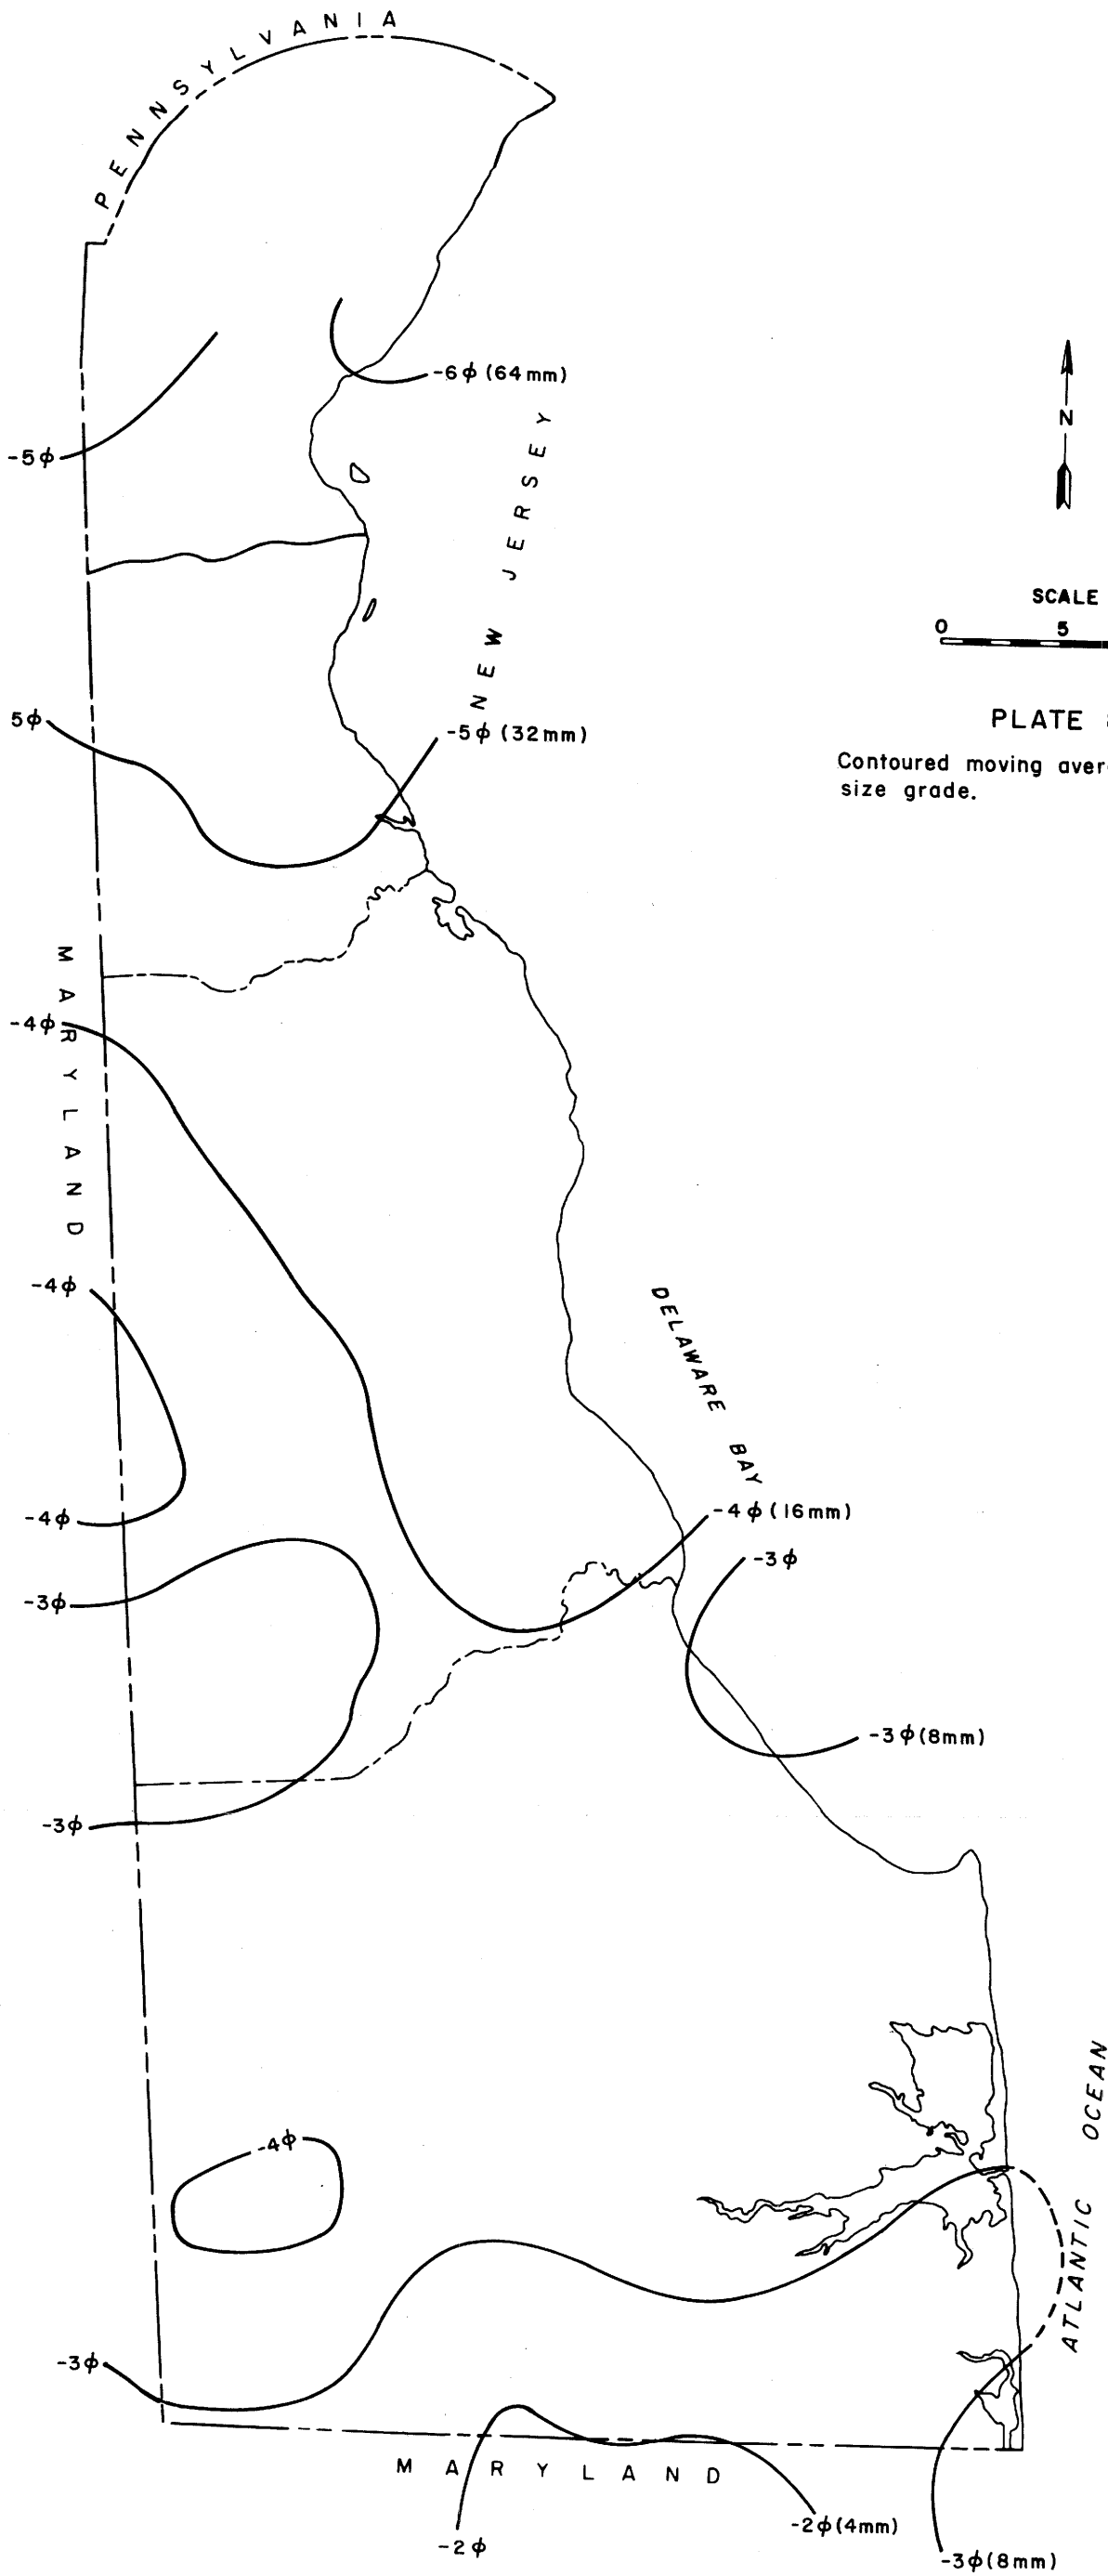 PENNSYLVANIA
-6ϕ (64mm)
-5ϕ
NEW JERSEY
N
SCALE
0 5
PLATE
Contoured moving aver
size grade.
5ϕ
-5ϕ (32mm)
MARYLAND
-4ϕ
-4ϕ
DELAWARE BAY
-4ϕ
-4ϕ (16mm)
-3ϕ
-3ϕ
-3ϕ (8mm)
-3ϕ
-4ϕ
ATLANTIC OCEAN
-3ϕ
MARYLAND
-2ϕ
-2ϕ (4mm)
-3ϕ (8mm)